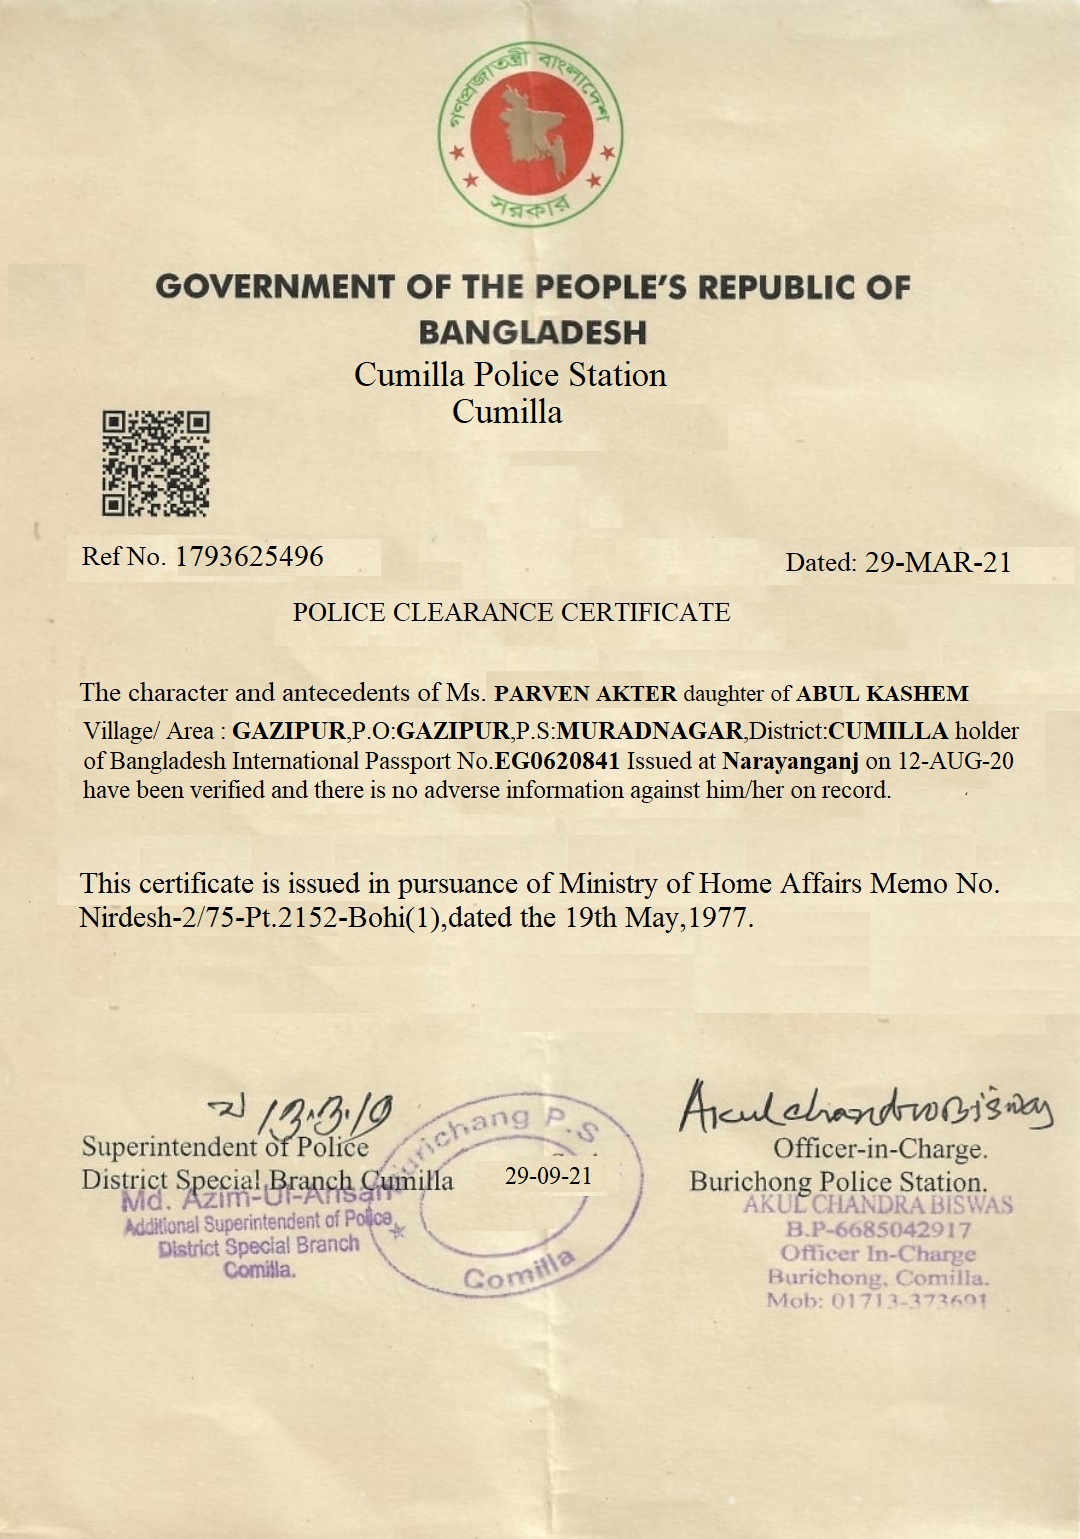 গণপ্রজাতন্ত্রী বাংলাদেশ
সরকার
GOVERNMENT OF THE PEOPLE'S REPUBLIC OF
BANGLADESH
Cumilla Police Station
Cumilla
Ref No. 1793625496
Dated: 29-MAR-21
POLICE CLEARANCE CERTIFICATE
The character and antecedents of Ms. PARVEN AKTER daughter of ABUL KASHEM
Village/ Area : GAZIPUR,P.O:GAZIPUR,P.S:MURADNAGAR,District:CUMILLA holder
of Bangladesh International Passport No.EG0620841 Issued at Narayanganj on 12-AUG-20
have been verified and there is no adverse information against him/her on record.
This certificate is issued in pursuance of Ministry of Home Affairs Memo No.
Nirdesh-2/75-Pt.2152-Bohi(1),dated the 19th May,1977.
13.3.19
Superintendent of Police
District Special Branch Cumilla
Md. Azim-Ul-Ahsan
Additional Superintendent of Police
District Special Branch
Comilla.
Burichang P.S
29-09-21
Comilla
Akul chandra Biswas
Officer-in-Charge.
Burichong Police Station.
AKUL CHANDRA BISWAS
B.P-6685042917
Officer In-Charge
Burichong, Comilla.
Mob: 01713-373691